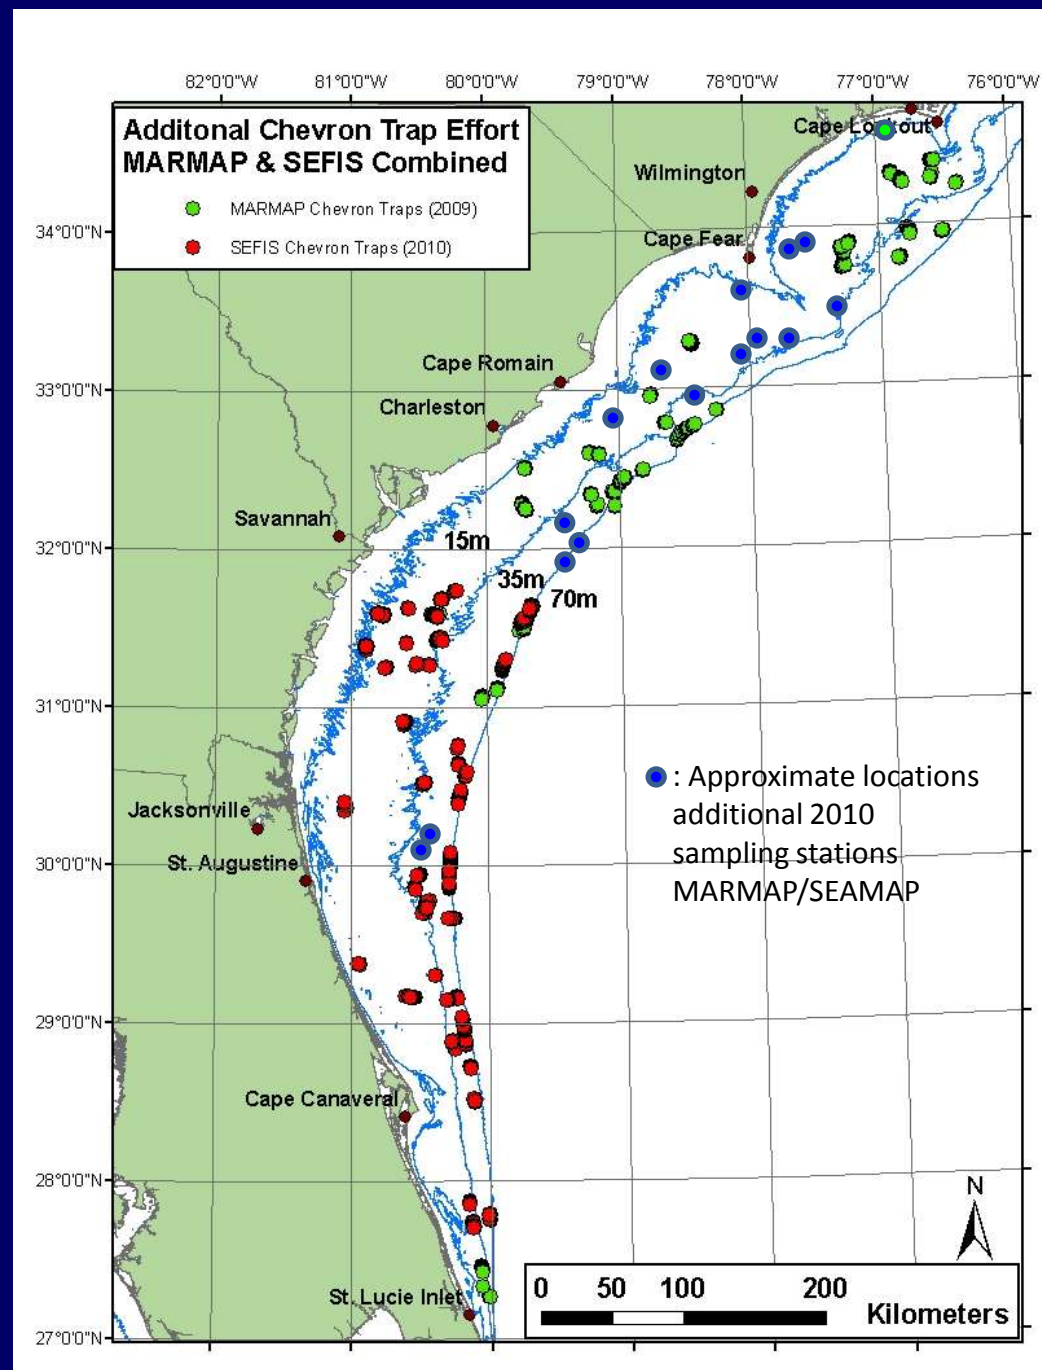 82°0'0"W 81°0'0"W 80°0'0"W 79°0'0"W 78°0'0"W 77°0'0"W 76°0'0"W
Additonal Chevron Trap Effort
MARMAP & SEFIS Combined
MARMAP Chevron Traps (2009)
SEFIS Chevron Traps (2010)
Cape Lookout
Wilmington
34°0'0"N
Cape Fear
Cape Romain
33°0'0"N
Charleston
Savannah
32°0'0"N
15m
35m
70m
31°0'0"N
: Approximate locations
additional 2010
sampling stations
MARMAP/SEAMAP
Jacksonville
St. Augustine
30°0'0"N
29°0'0"N
Cape Canaveral
28°0'0"N
N
St. Lucie Inlet
0 50 100 200
Kilometers
27°0'0"N